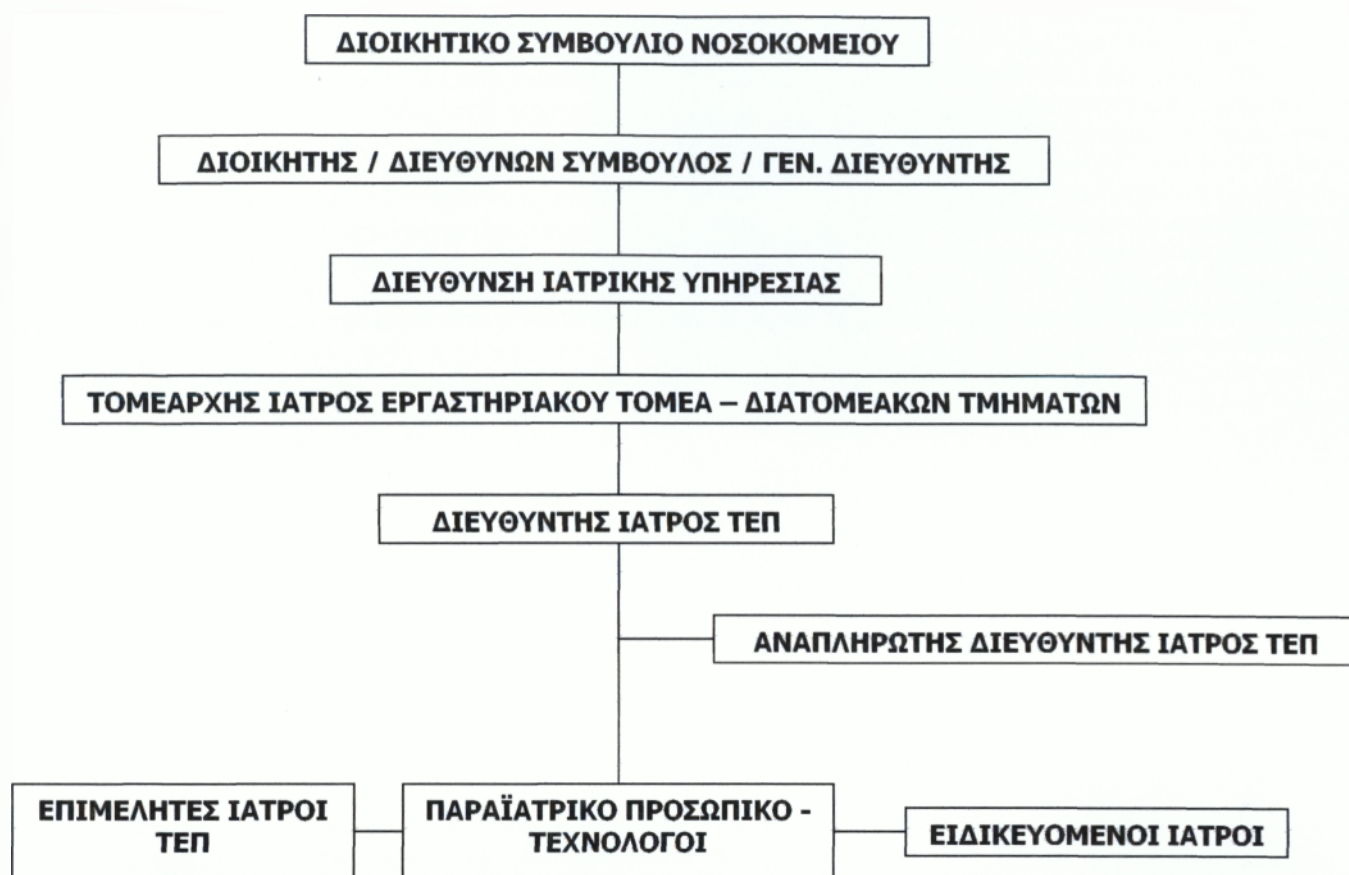 ΔΙΟΙΚΗΤΙΚΟ ΣΥΜΒΟΥΛΙΟ ΝΟΣΟΚΟΜΕΙΟΥ
ΔΙΟΙΚΗΤΗΣ / ΔΙΕΥΘΥΝΩΝ ΣΥΜΒΟΥΛΟΣ / ΓΕΝ. ΔΙΕΥΘΥΝΤΗΣ
ΔΙΕΥΘΥΝΣΗ ΙΑΤΡΙΚΗΣ ΥΠΗΡΕΣΙΑΣ
ΤΟΜΕΑΡΧΗΣ ΙΑΤΡΟΣ ΕΡΓΑΣΤΗΡΙΑΚΟΥ ΤΟΜΕΑ – ΔΙΑΤΟΜΕΑΚΩΝ ΤΜΗΜΑΤΩΝ
ΔΙΕΥΘΥΝΤΗΣ ΙΑΤΡΟΣ ΤΕΠ
ΑΝΑΠΛΗΡΩΤΗΣ ΔΙΕΥΘΥΝΤΗΣ ΙΑΤΡΟΣ ΤΕΠ
ΕΠΙΜΕΛΗΤΕΣ ΙΑΤΡΟΙ
ΤΕΠ
ΠΑΡΑΪΑΤΡΙΚΟ ΠΡΟΣΩΠΙΚΟ -
ΤΕΧΝΟΛΟΓΟΙ
ΕΙΔΙΚΕΥΟΜΕΝΟΙ ΙΑΤΡΟΙ